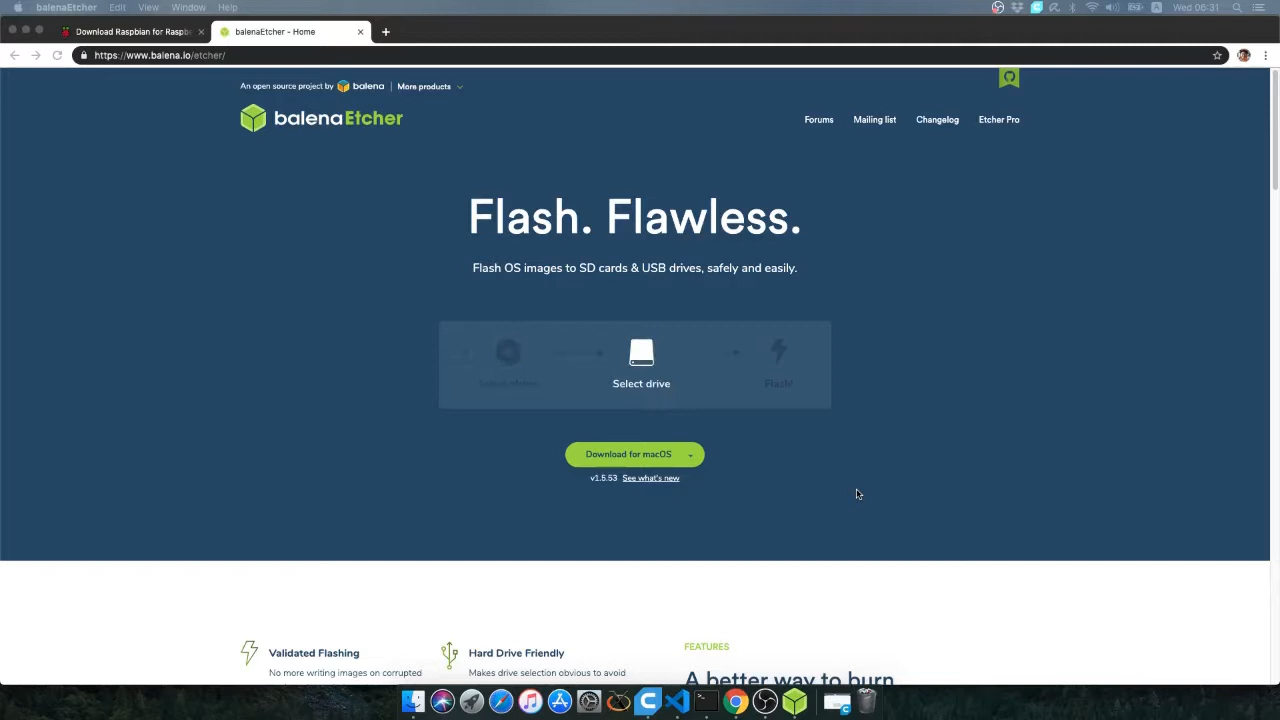 balenaEtcher Edit View Window Help
Wed 06:31
Download Raspbian for Raspbe
balenaEtcher - Home
https://www.balena.io/etcher/
An open source project by balena More products
balenaEtcher
Forums Mailing list Changelog Etcher Pro
Flash. Flawless.
Flash OS images to SD cards & USB drives, safely and easily.
Select drive
Flash!
Download for macOS
v1.5.53 See what's new
Validated Flashing
No more writing images on corrupted
Hard Drive Friendly
Makes drive selection obvious to avoid
FEATURES
A better way to burn